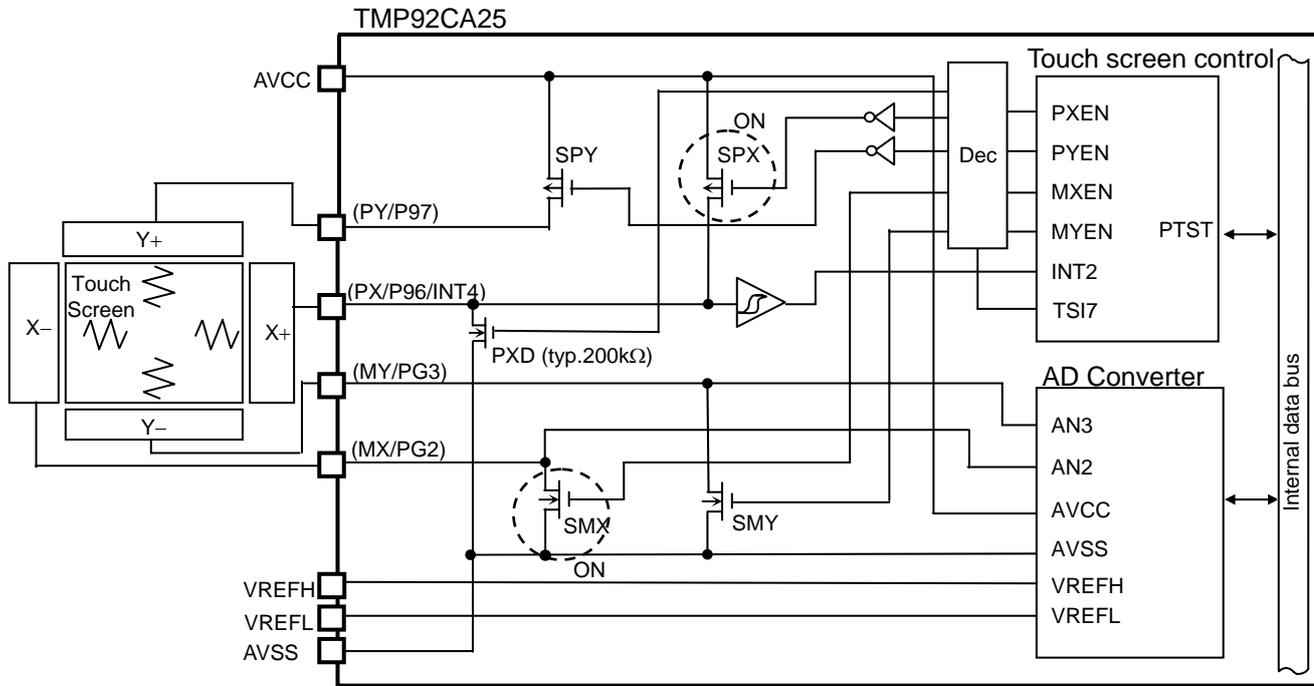 TMP92CA25
Touch screen control
AVCC
ON
SPY
SPX
Dec
PXEN
PYEN
MXEN
MYEN
PTST
INT2
TSI7
(PY/P97)
Y+
Touch
Screen
X−
X+
Y−
(PX/P96/INT4)
PXD (typ.200kΩ)
(MY/PG3)
(MX/PG2)
SMX
ON
SMY
AD Converter
AN3
AN2
AVCC
AVSS
VREFH
VREFL
Internal data bus
VREFH
VREFL
AVSS